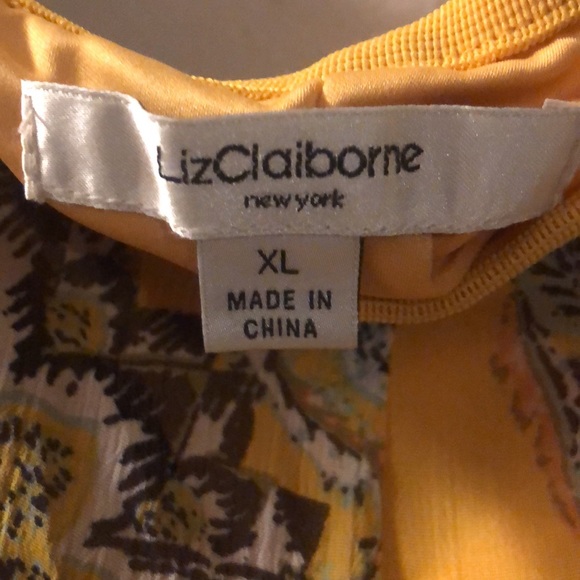 LizClaiborne
new york
XL
MADE IN
CHINA